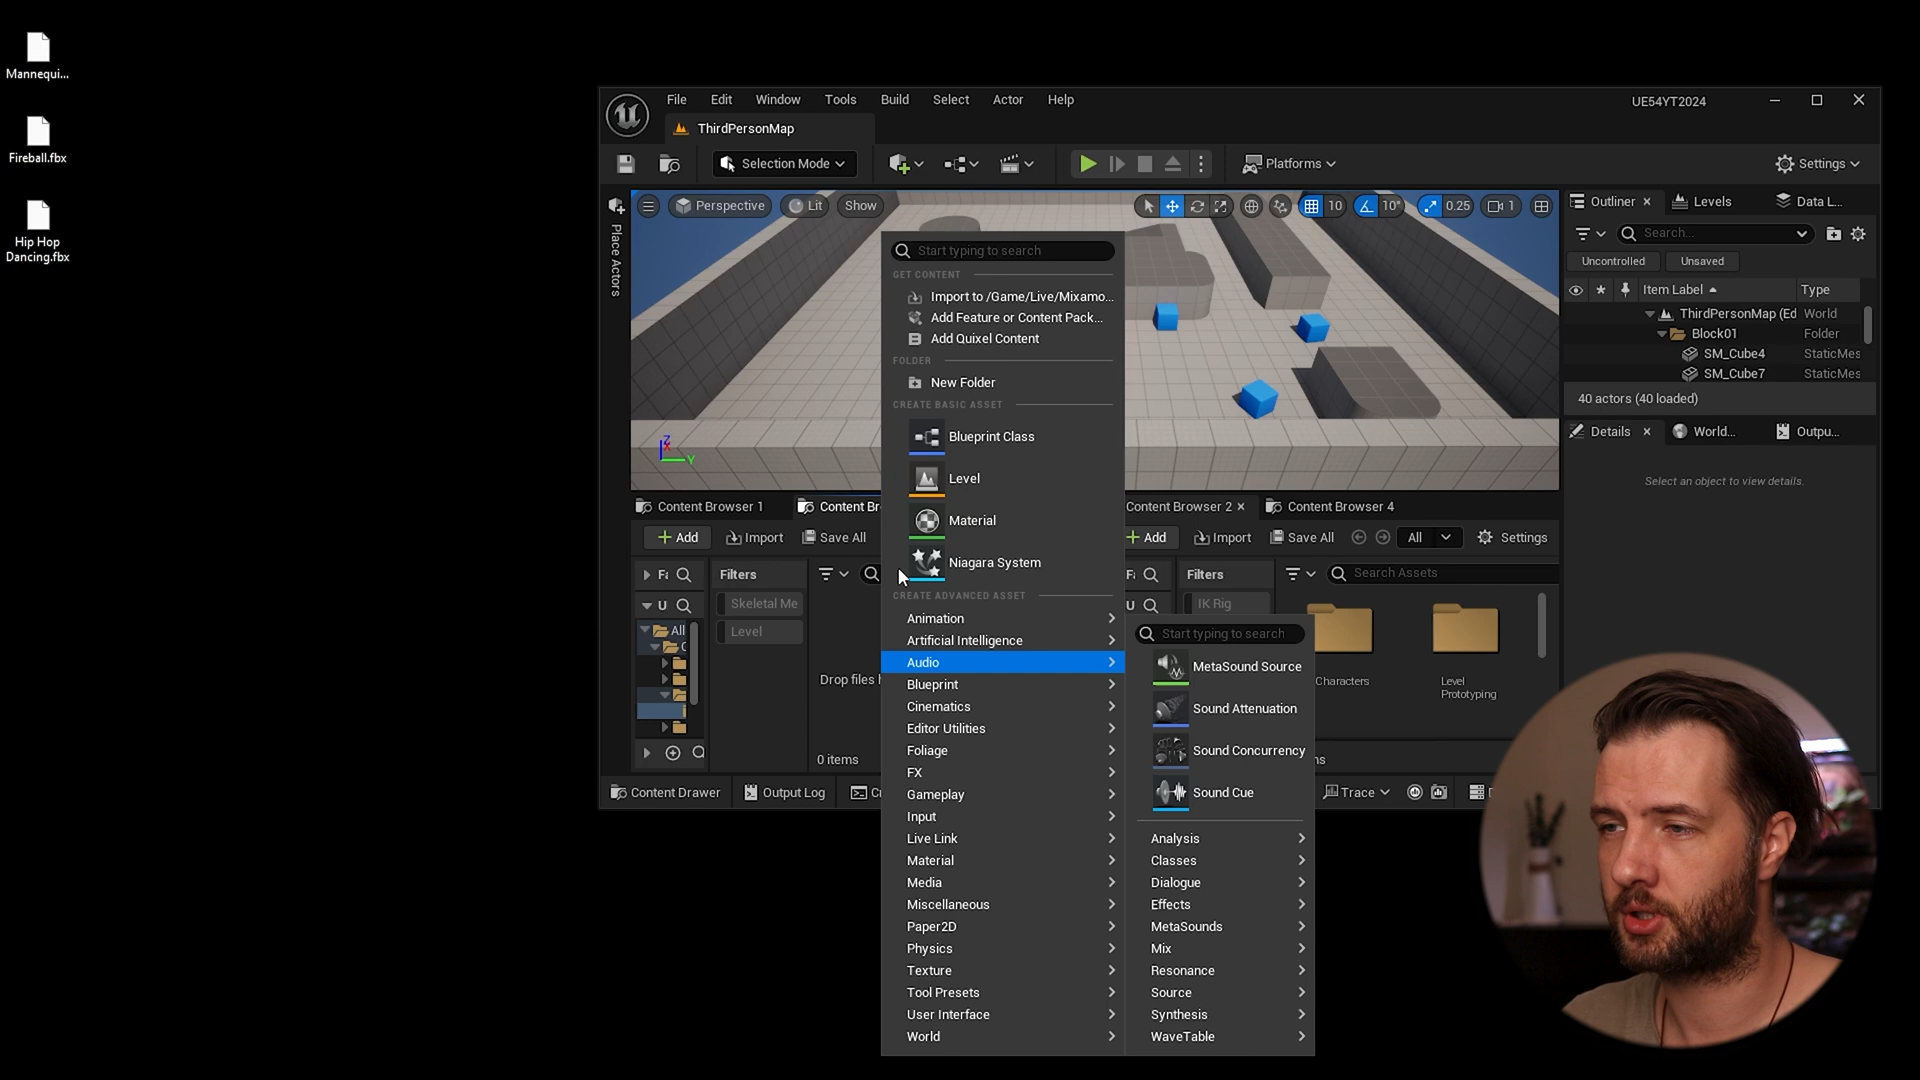 Mannequi...
Fireball.fbx
Hip Hop
Dancing.fbx
File Edit Window Tools Build Select Actor Help
UE54YT2024
ThirdPersonMap
Selection Mode
Platforms
Settings
Place Actors
Perspective Lit Show
10 10° 0.25 1
Outliner Levels Data L...
Search...
Uncontrolled Unsaved
Item Label Type
ThirdPersonMap (Ed World
Block01 Folder
SM_Cube4 StaticMes
SM_Cube7 StaticMes
40 actors (40 loaded)
Details World... Outpu...
Select an object to view details.
Start typing to search
GET CONTENT
Import to /Game/Live/Mixamo...
Add Feature or Content Pack...
Add Quixel Content
FOLDER
New Folder
CREATE BASIC ASSET
Blueprint Class
Level
Material
Niagara System
CREATE ADVANCED ASSET
Animation
Artificial Intelligence
Audio
Blueprint
Cinematics
Editor Utilities
Foliage
FX
Gameplay
Input
Live Link
Material
Media
Miscellaneous
Paper2D
Physics
Texture
Tool Presets
User Interface
World
Start typing to search
MetaSound Source
Sound Attenuation
Sound Concurrency
Sound Cue
Analysis
Classes
Dialogue
Effects
MetaSounds
Mix
Resonance
Source
Synthesis
WaveTable
Content Browser 1 Content Br
Add Import Save All
Filters
Skeletal Me
Level
All
Drop files
0 items
Content Browser 2 Content Browser 4
Add Import Save All All Settings
Filters
Search Assets
IK Rig
Characters
Level
Prototyping
Content Drawer Output Log
Trace